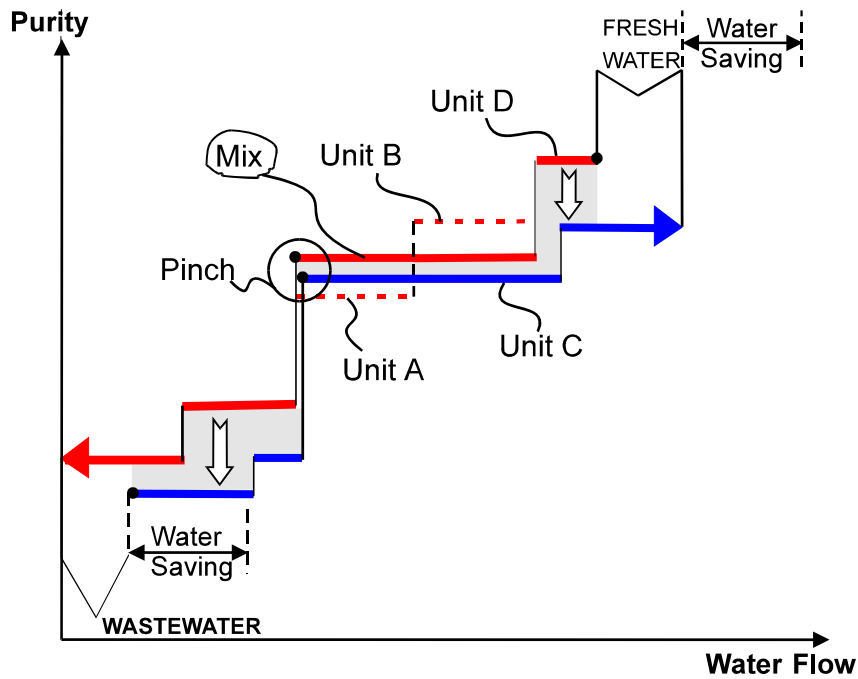 Purity
FRESH
WATER
Water
Saving
Unit D
Mix
Unit B
Pinch
Unit A
Unit C
Water
Saving
WASTEWATER
Water Flow